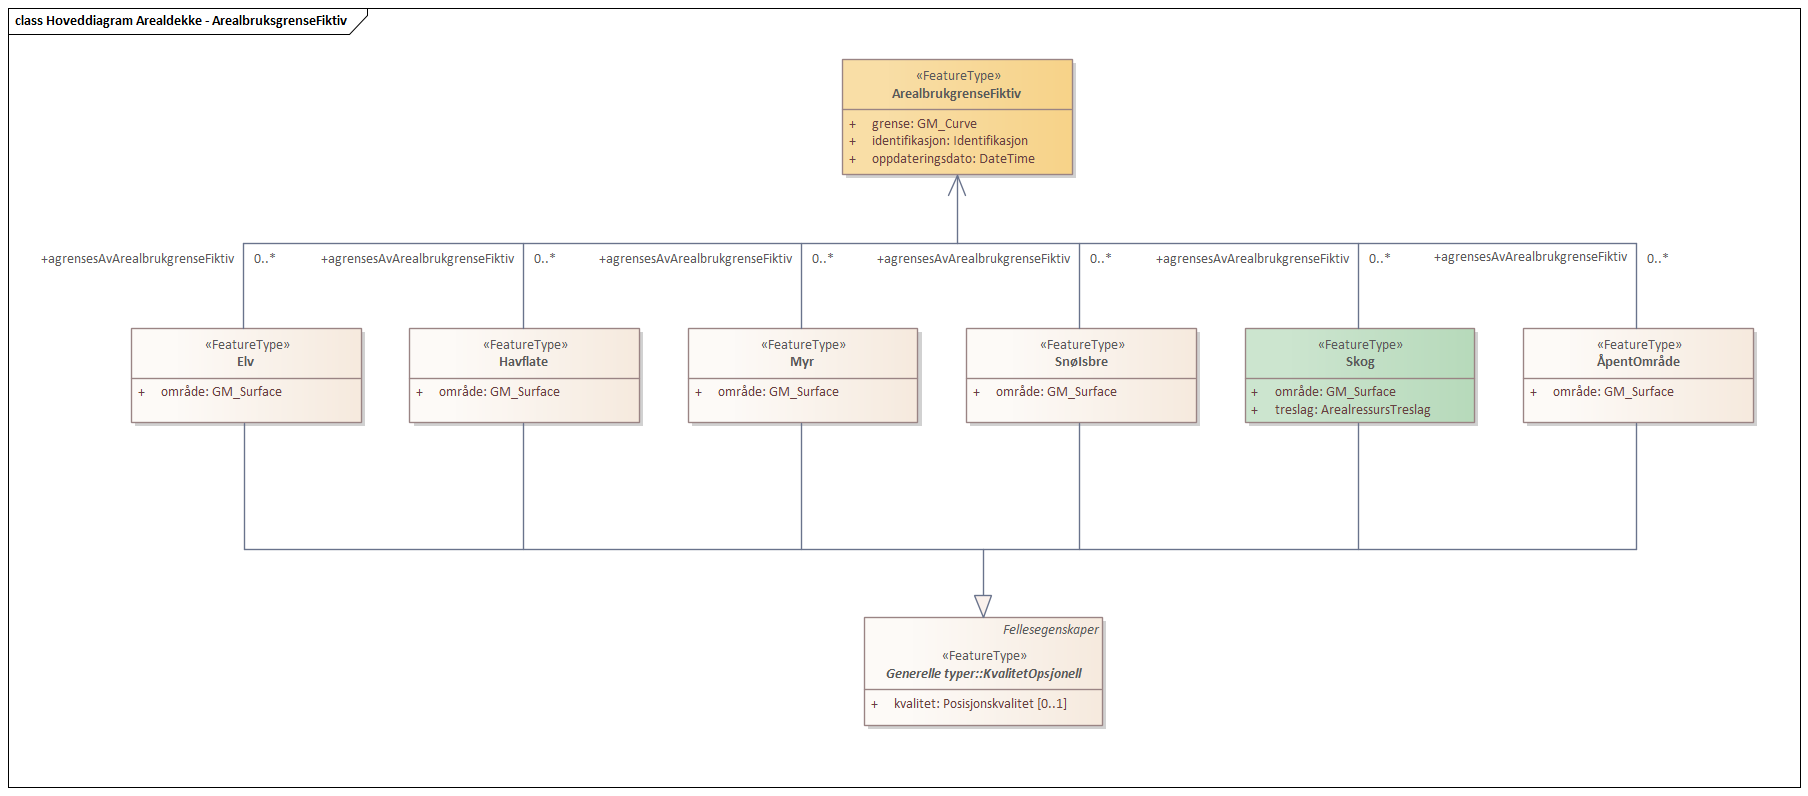 class Hoveddiagram Arealdekke - ArealbruksgrenseFiktiv
«FeatureType»
ArealbrukgrenseFiktiv
+ grense: GM_Curve
+ identifikasjon: Identifikasjon
+ oppdateringsdato: DateTime
+agrensesAvArealbrukgrenseFiktiv 0..* +agrensesAvArealbrukgrenseFiktiv 0..* +agrensesAvArealbrukgrenseFiktiv 0..* +agrensesAvArealbrukgrenseFiktiv 0..* +agrensesAvArealbrukgrenseFiktiv 0..* +agrensesAvArealbrukgrenseFiktiv 0..*
«FeatureType»
Elv
+ område: GM_Surface
«FeatureType»
Havflate
+ område: GM_Surface
«FeatureType»
Myr
+ område: GM_Surface
«FeatureType»
SnøIsbre
+ område: GM_Surface
«FeatureType»
Skog
+ område: GM_Surface
+ treslag: ArealressursTreslag
«FeatureType»
ÅpentOmråde
+ område: GM_Surface
Fellesegenskaper
«FeatureType»
Generelle typer::KvalitetOpsjonell
+ kvalitet: Posisjonskvalitet [0..1]